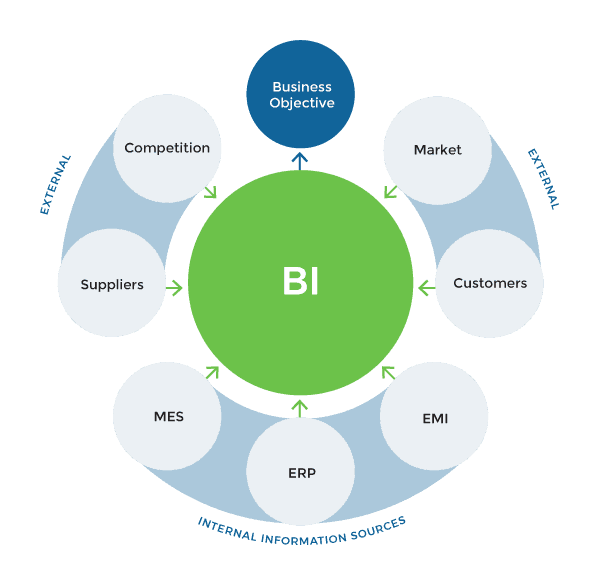 Business
Objective
Competition
Market
EXTERNAL
EXTERNAL
BI
Suppliers
Customers
MES
EMI
ERP
INTERNAL INFORMATION SOURCES